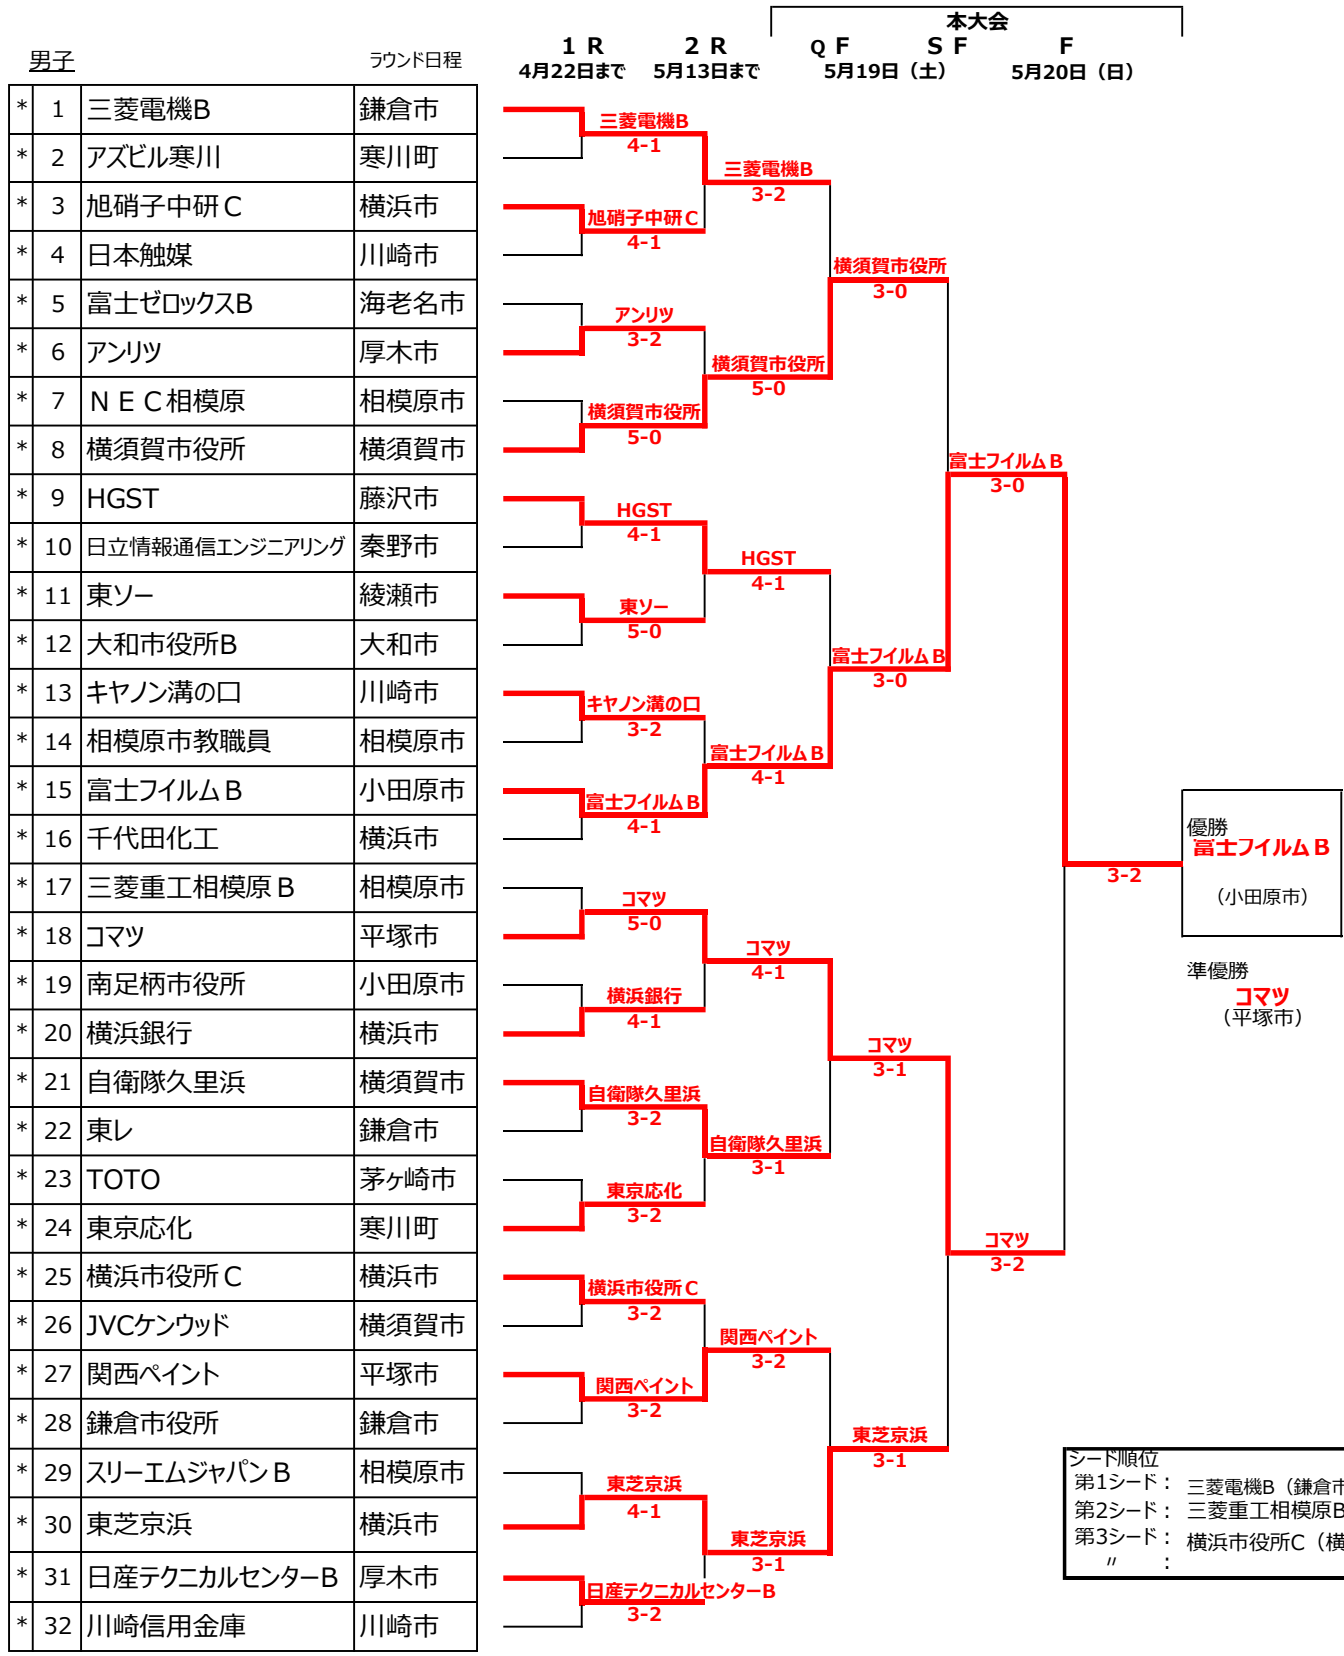 本大会
１Ｒ ２Ｒ ＱＦ ＳＦ Ｆ
男子 ラウンド日程 4月22日まで 5月13日まで 5月19日（土） 5月20日（日）
* 1 三菱電機B 鎌倉市
* 2 アズビル寒川 寒川町
* 3 旭硝子中研Ｃ 横浜市
* 4 日本触媒 川崎市
* 5 富士ゼロックスB 海老名市
* 6 アンリツ 厚木市
* 7 ＮＥＣ相模原 相模原市
* 8 横須賀市役所 横須賀市
* 9 HGST 藤沢市
* 10 日立情報通信エンジニアリング 秦野市
* 11 東ソー 綾瀬市
* 12 大和市役所B 大和市
* 13 キヤノン溝の口 川崎市
* 14 相模原市教職員 相模原市
* 15 富士フイルムＢ 小田原市
* 16 千代田化工 横浜市
* 17 三菱重工相模原Ｂ 相模原市
* 18 コマツ 平塚市
* 19 南足柄市役所 小田原市
* 20 横浜銀行 横浜市
* 21 自衛隊久里浜 横須賀市
* 22 東レ 鎌倉市
* 23 TOTO 茅ヶ崎市
* 24 東京応化 寒川町
* 25 横浜市役所Ｃ 横浜市
* 26 JVCケンウッド 横須賀市
* 27 関西ペイント 平塚市
* 28 鎌倉市役所 鎌倉市
* 29 スリーエムジャパンＢ 相模原市
* 30 東芝京浜 横浜市
* 31 日産テクニカルセンターB 厚木市
* 32 川崎信用金庫 川崎市
三菱電機B
4-1
旭硝子中研Ｃ
4-1
アンリツ
3-2
横須賀市役所
5-0
HGST
4-1
東ソー
5-0
キヤノン溝の口
3-2
富士フイルムＢ
4-1
コマツ
5-0
横浜銀行
4-1
自衛隊久里浜
3-2
東京応化
3-2
横浜市役所Ｃ
3-2
関西ペイント
3-2
東芝京浜
4-1
日産テクニカルセンターB
3-2
三菱電機B
3-2
横須賀市役所
5-0
HGST
4-1
富士フイルムＢ
4-1
コマツ
4-1
自衛隊久里浜
3-1
関西ペイント
3-2
東芝京浜
3-1
横須賀市役所
3-0
富士フイルムＢ
3-0
コマツ
3-1
東芝京浜
3-1
富士フイルムＢ
3-0
コマツ
3-2
3-2
優勝
富士フイルムＢ
（小田原市）
準優勝
コマツ
（平塚市）
シード順位
第1シード： 三菱電機B（鎌倉市
第2シード： 三菱重工相模原B
第3シード： 横浜市役所C（横
〃 ：